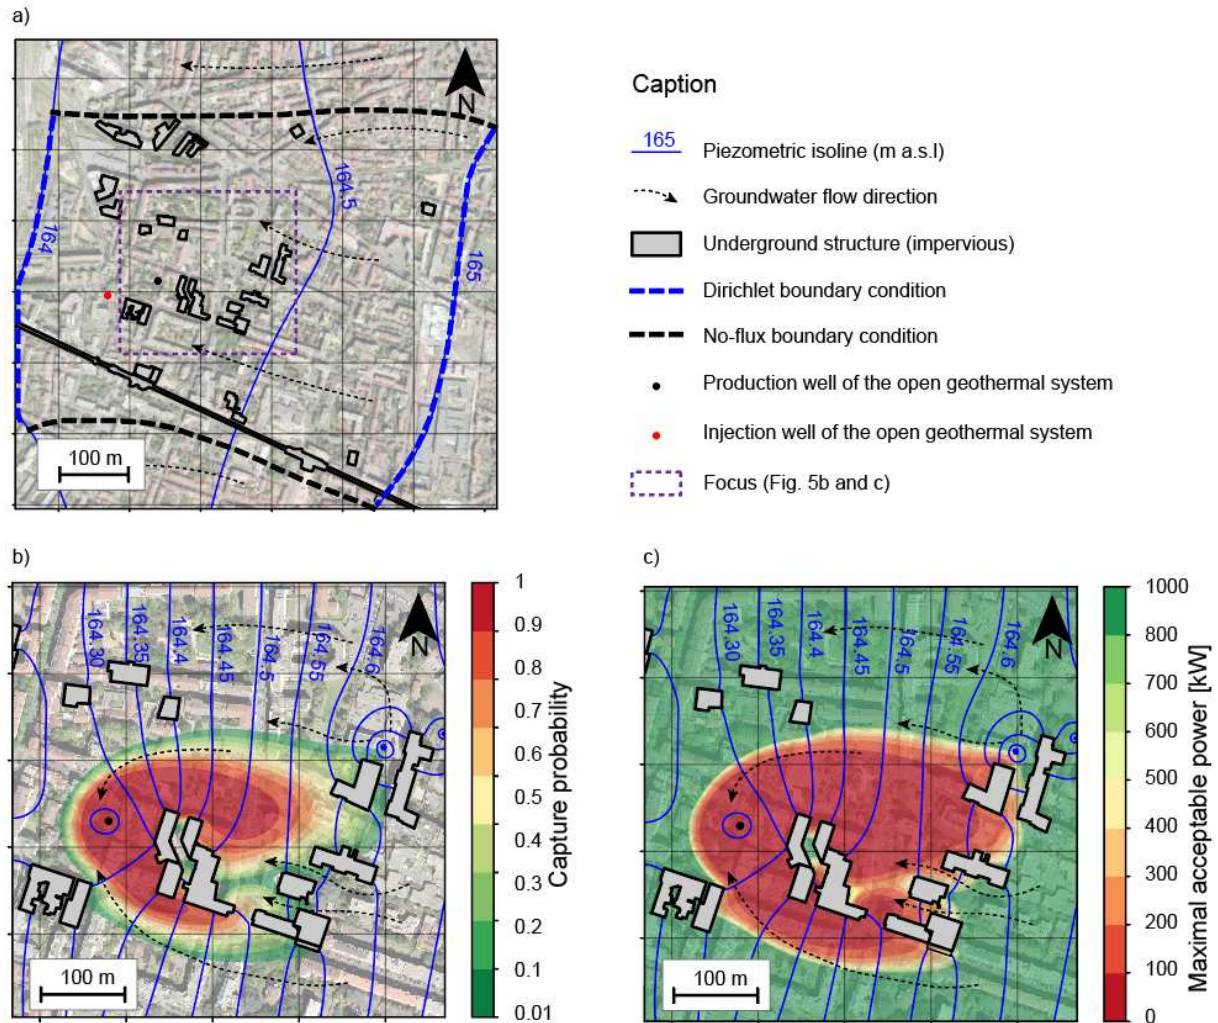 a)
N
164.5
164
165
100 m
Caption
165
Piezometric isoline (m a.s.l)
Groundwater flow direction
Underground structure (impervious)
Dirichlet boundary condition
No-flux boundary condition
Production well of the open geothermal system
Injection well of the open geothermal system
Focus (Fig. 5b and c)
b)
N
164.30
164.35
164.4
164.45
164.5
164.55
164.6
100 m
1
0.9
0.8
0.7
0.6
0.5
0.4
0.3
0.2
0.1
0.01
Capture probability
c)
N
164.30
164.35
164.4
164.45
164.5
164.55
164.6
100 m
1000
800
700
600
500
400
300
200
100
0
Maximal acceptable power [kW]